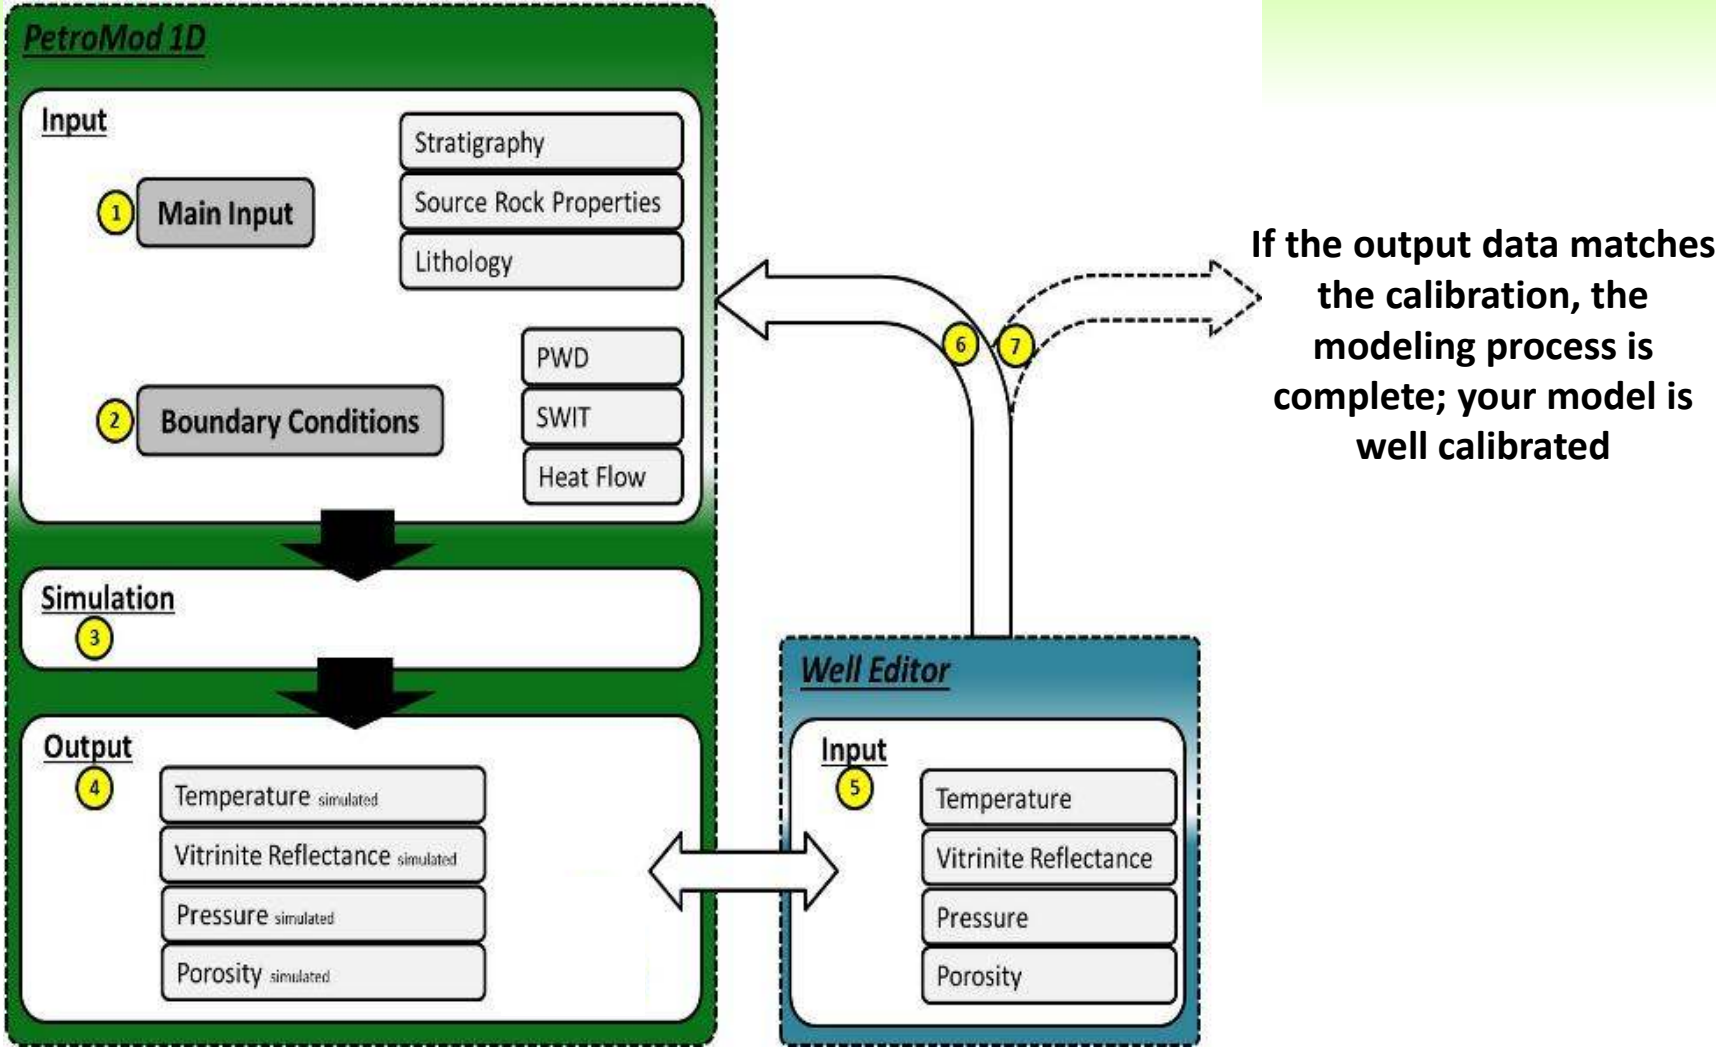 PetroMod 1D
Input
1
Main Input
Stratigraphy
Source Rock Properties
Lithology
2
Boundary Conditions
PWD
SWIT
Heat Flow
Simulation
3
Output
4
Temperature simulated
Vitrinite Reflectance simulated
Pressure simulated
Porosity simulated
Well Editor
Input
5
Temperature
Vitrinite Reflectance
Pressure
Porosity
6
7
If the output data matches
the calibration, the
modeling process is
complete; your model is
well calibrated